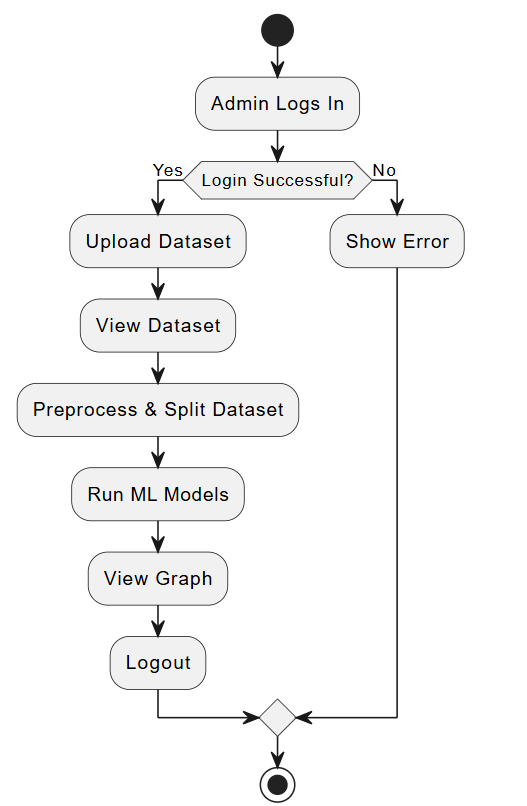 Admin Logs In
Yes
Login Successful?
No
Upload Dataset
Show Error
View Dataset
Preprocess & Split Dataset
Run ML Models
View Graph
Logout